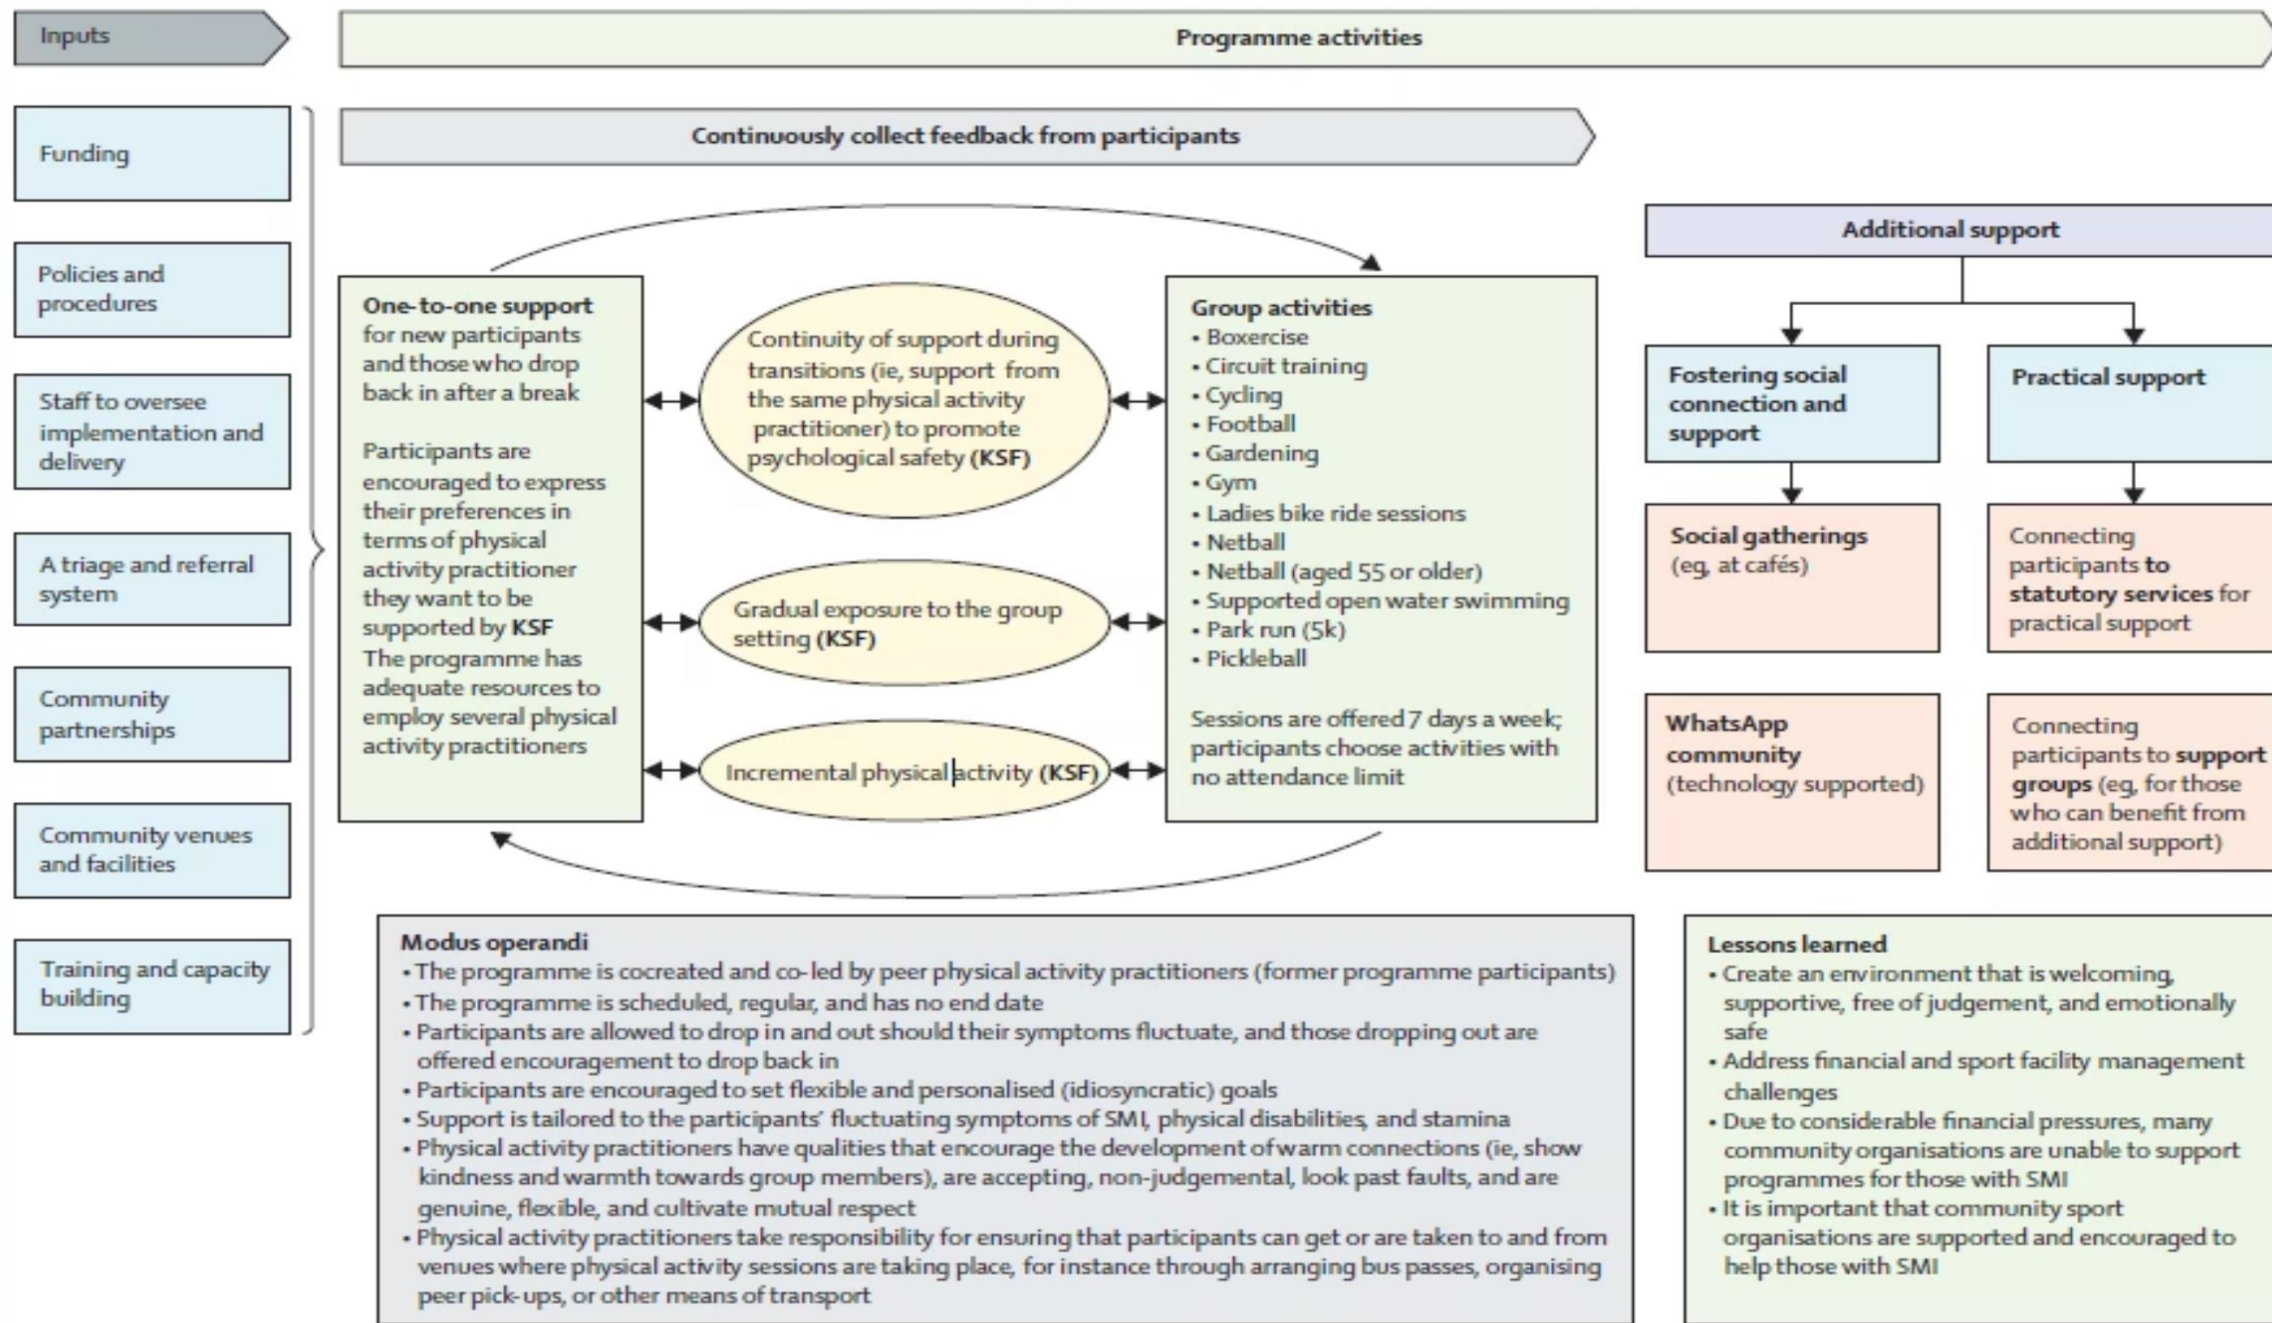 Inputs
Programme activities
Funding
Policies and
procedures
Staff to oversee
implementation and
delivery
A triage and referral
system
Community
partnerships
Community venues
and facilities
Training and capacity
building
Continuously collect feedback from participants
One-to-one support
for new participants
and those who drop
back in after a break
Participants are
encouraged to express
their preferences in
terms of physical
activity practitioner
they want to be
supported by KSF
The programme has
adequate resources to
employ several physical
activity practitioners
Continuity of support during
transitions (ie, support from
the same physical activity
practitioner) to promote
psychological safety (KSF)
Gradual exposure to the group
setting (KSF)
Incremental physical activity (KSF)
Group activities
• Boxercise
• Circuit training
• Cycling
• Football
• Gardening
• Gym
• Ladies bike ride sessions
• Netball
• Netball (aged 55 or older)
• Supported open water swimming
• Park run (5k)
• Pickleball
Sessions are offered 7 days a week;
participants choose activities with
no attendance limit
Additional support
Fostering social
connection and
support
Social gatherings
(eg, at cafés)
WhatsApp
community
(technology supported)
Practical support
Connecting
participants to
statutory services for
practical support
Connecting
participants to support
groups (eg, for those
who can benefit from
additional support)
Modus operandi
• The programme is cocreated and co-led by peer physical activity practitioners (former programme participants)
• The programme is scheduled, regular, and has no end date
• Participants are allowed to drop in and out should their symptoms fluctuate, and those dropping out are
offered encouragement to drop back in
• Participants are encouraged to set flexible and personalised (idiosyncratic) goals
• Support is tailored to the participants' fluctuating symptoms of SMI, physical disabilities, and stamina
• Physical activity practitioners have qualities that encourage the development of warm connections (ie, show
kindness and warmth towards group members), are accepting, non-judgemental, look past faults, and are
genuine, flexible, and cultivate mutual respect
• Physical activity practitioners take responsibility for ensuring that participants can get or are taken to and from
venues where physical activity sessions are taking place, for instance through arranging bus passes, organising
peer pick-ups, or other means of transport
Lessons learned
• Create an environment that is welcoming,
supportive, free of judgement, and emotionally
safe
• Address financial and sport facility management
challenges
• Due to considerable financial pressures, many
community organisations are unable to support
programmes for those with SMI
• It is important that community sport
organisations are supported and encouraged to
help those with SMI